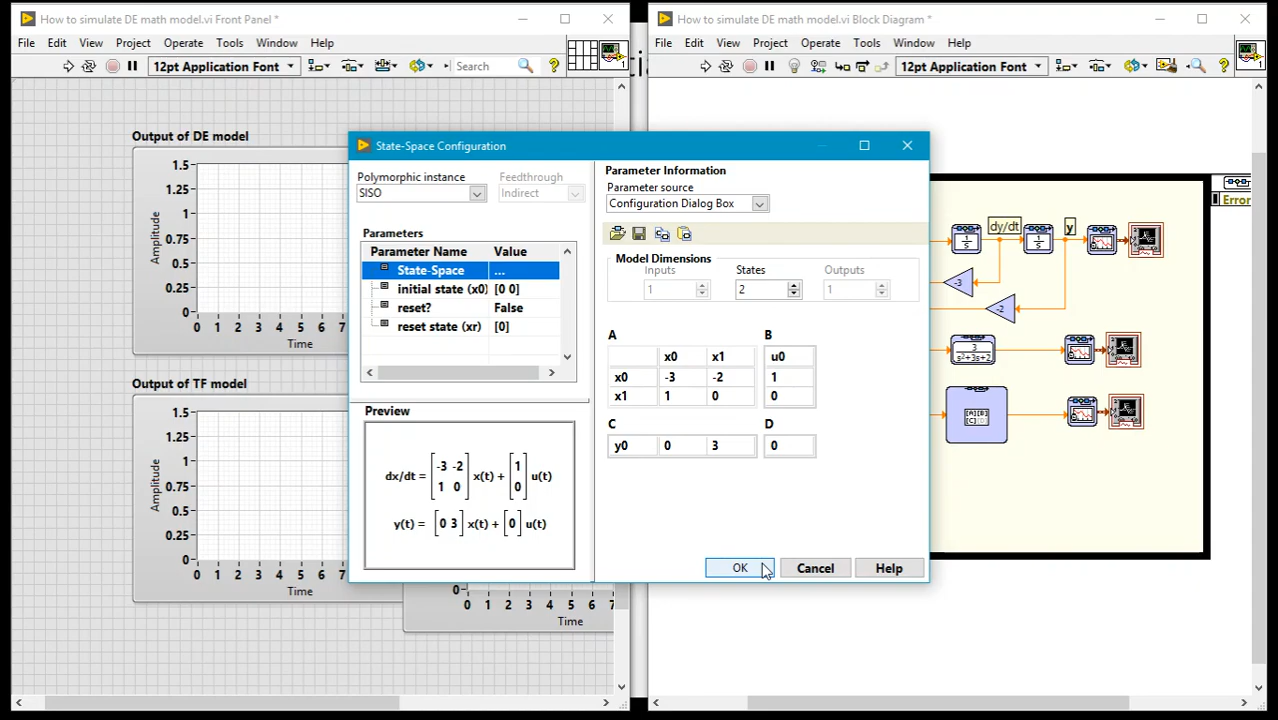 How to simulate DE math model.vi Front Panel *
File Edit View Project Operate Tools Window Help
12pt Application Font
Search
Output of DE model
1.5
1.25
1
0.75
0.5
0.25
0
Amplitude
0 1 2 3 4 5 6 7
Time
Output of TF model
1.5
1.25
1
0.75
0.5
0.25
0
Amplitude
0 1 2 3 4 5 6 7
Time
0
0 1 2 3 4 5 6 7
Time
State-Space Configuration
Polymorphic instance
SISO
Feedthrough
Indirect
Parameters
Parameter Name Value
State-Space ...
initial state (x0) [0 0]
reset? False
reset state (xr) [0]
Preview
dx/dt = [-3 -2 1 0] x(t) + [1 0] u(t)
y(t) = [0 3] x(t) + [0] u(t)
Parameter Information
Parameter source
Configuration Dialog Box
Model Dimensions
Inputs States Outputs
1 2 1
A B
x0 x1 u0
x0 -3 -2 1
x1 1 0 0
C D
y0 0 3 0
OK Cancel Help
How to simulate DE math model.vi Block Diagram *
File Edit View Project Operate Tools Window Help
12pt Application Font
Error
dy/dt y
1/s 1/s
-3
-2
3
s²+3s+2